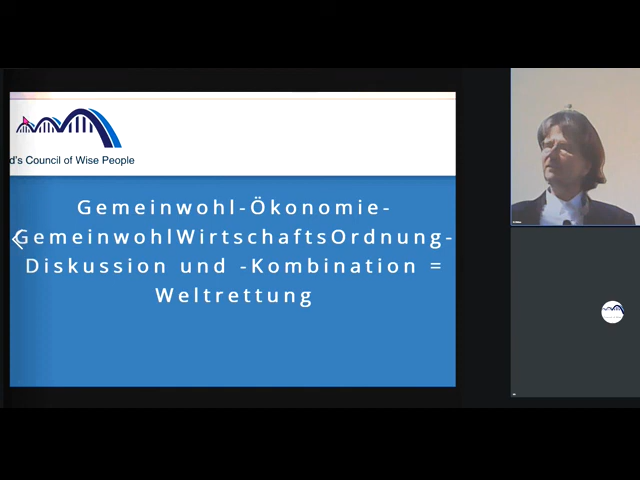 d's Council of Wise People
Gemeinwohl-Ökonomie-
GemeinwohlWirtschaftsOrdnung-
Diskussion und -Kombination =
Weltrettung